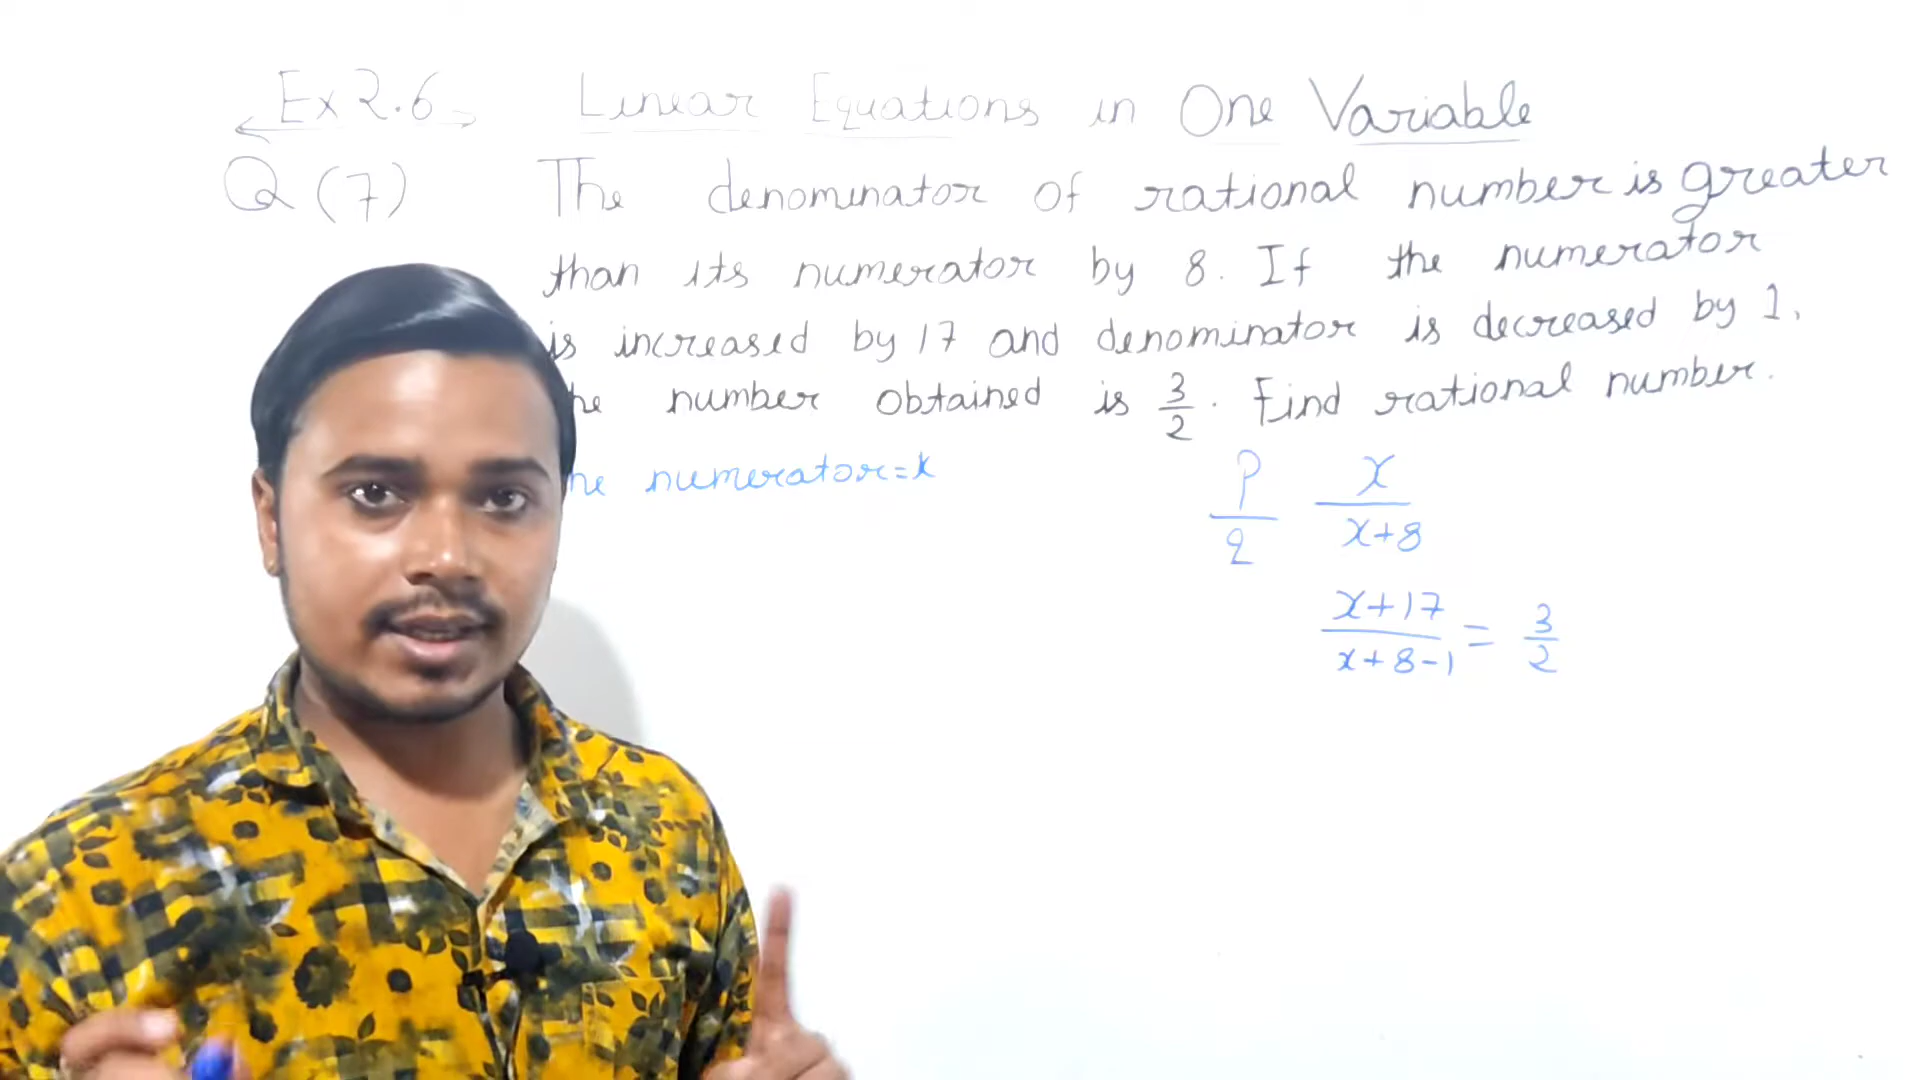 Ex 2.6 Linear Equations in One Variable
Q (7) The denominator of rational number is greater
than its numerator by 8. If the numerator
is increased by 17 and denominator is decreased by 1,
number obtained is 3/2. Find rational number.
numerator = x
p/q x/x+8
x+17/x+8-1 = 3/2